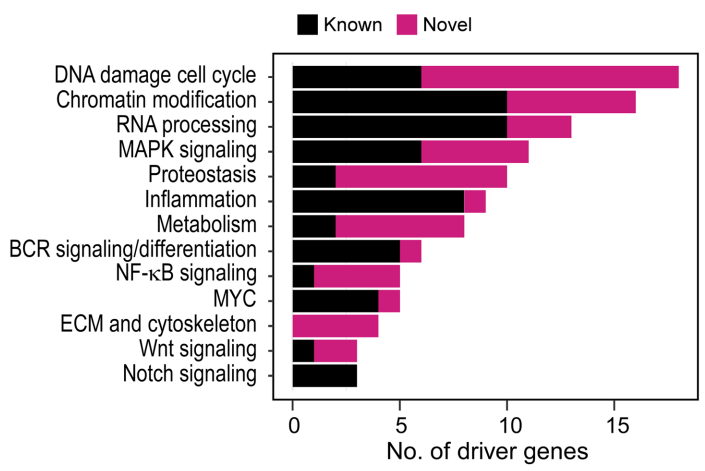 Known Novel
DNA damage cell cycle
Chromatin modification
RNA processing
MAPK signaling
Proteostasis
Inflammation
Metabolism
BCR signaling/differentiation
NF-κB signaling
MYC
ECM and cytoskeleton
Wnt signaling
Notch signaling
0 5 10 15
No. of driver genes